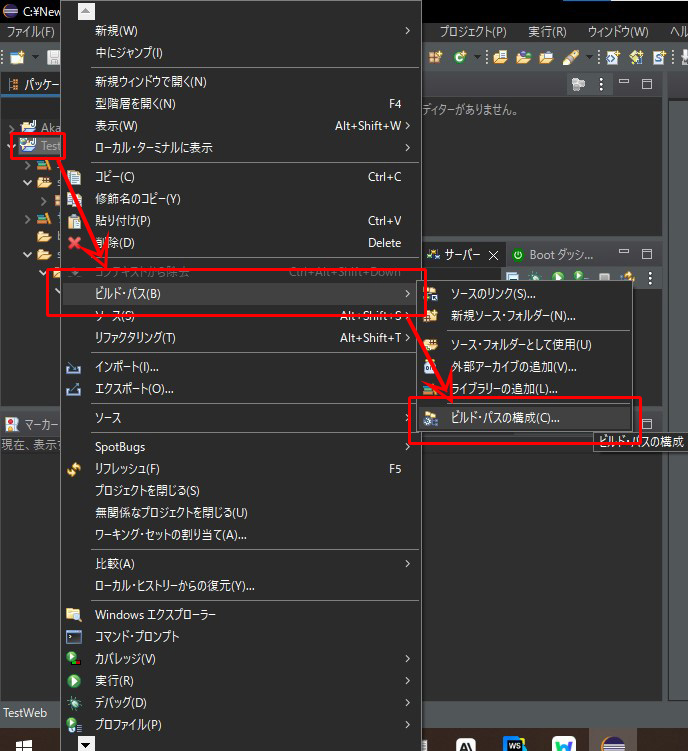 C:¥New
ファイル(F)
プロジェクト(P)
実行(R)
ウィンドウ(W)
ヘル
パッケー
ディターがありません。
Aka
Test
新規(W)
中にジャンプ(I)
新規ウィンドウで開く(N)
型階層を開く(N) F4
表示(W) Alt+Shift+W
ローカル・ターミナルに表示
コピー(C) Ctrl+C
修飾名のコピー(Y)
貼り付け(P) Ctrl+V
削除(D) Delete
コンテキストから除去 Ctrl+Alt+Shift+Down
ビルド・パス(B)
ソース(S) Alt+Shift+S
リファクタリング(T) Alt+Shift+T
インポート(I)...
エクスポート(O)...
ソース
SpotBugs
リフレッシュ(F) F5
プロジェクトを閉じる(S)
無関係なプロジェクトを閉じる(U)
ワーキング・セットの割り当て(A)...
比較(A)
ローカル・ヒストリーからの復元(Y)...
Windows エクスプローラー
コマンド・プロンプト
カバレッジ(V)
実行(R)
デバッグ(D)
プロファイル(P)
サーバー
Boot ダッシ...
ソースのリンク(S)...
新規ソース・フォルダー(N)...
ソース・フォルダーとして使用(U)
外部アーカイブの追加(V)...
ライブラリーの追加(L)...
ビルド・パスの構成(C)...
ビルド・パスの構成
マーカー
現在、表示す
TestWeb
WS